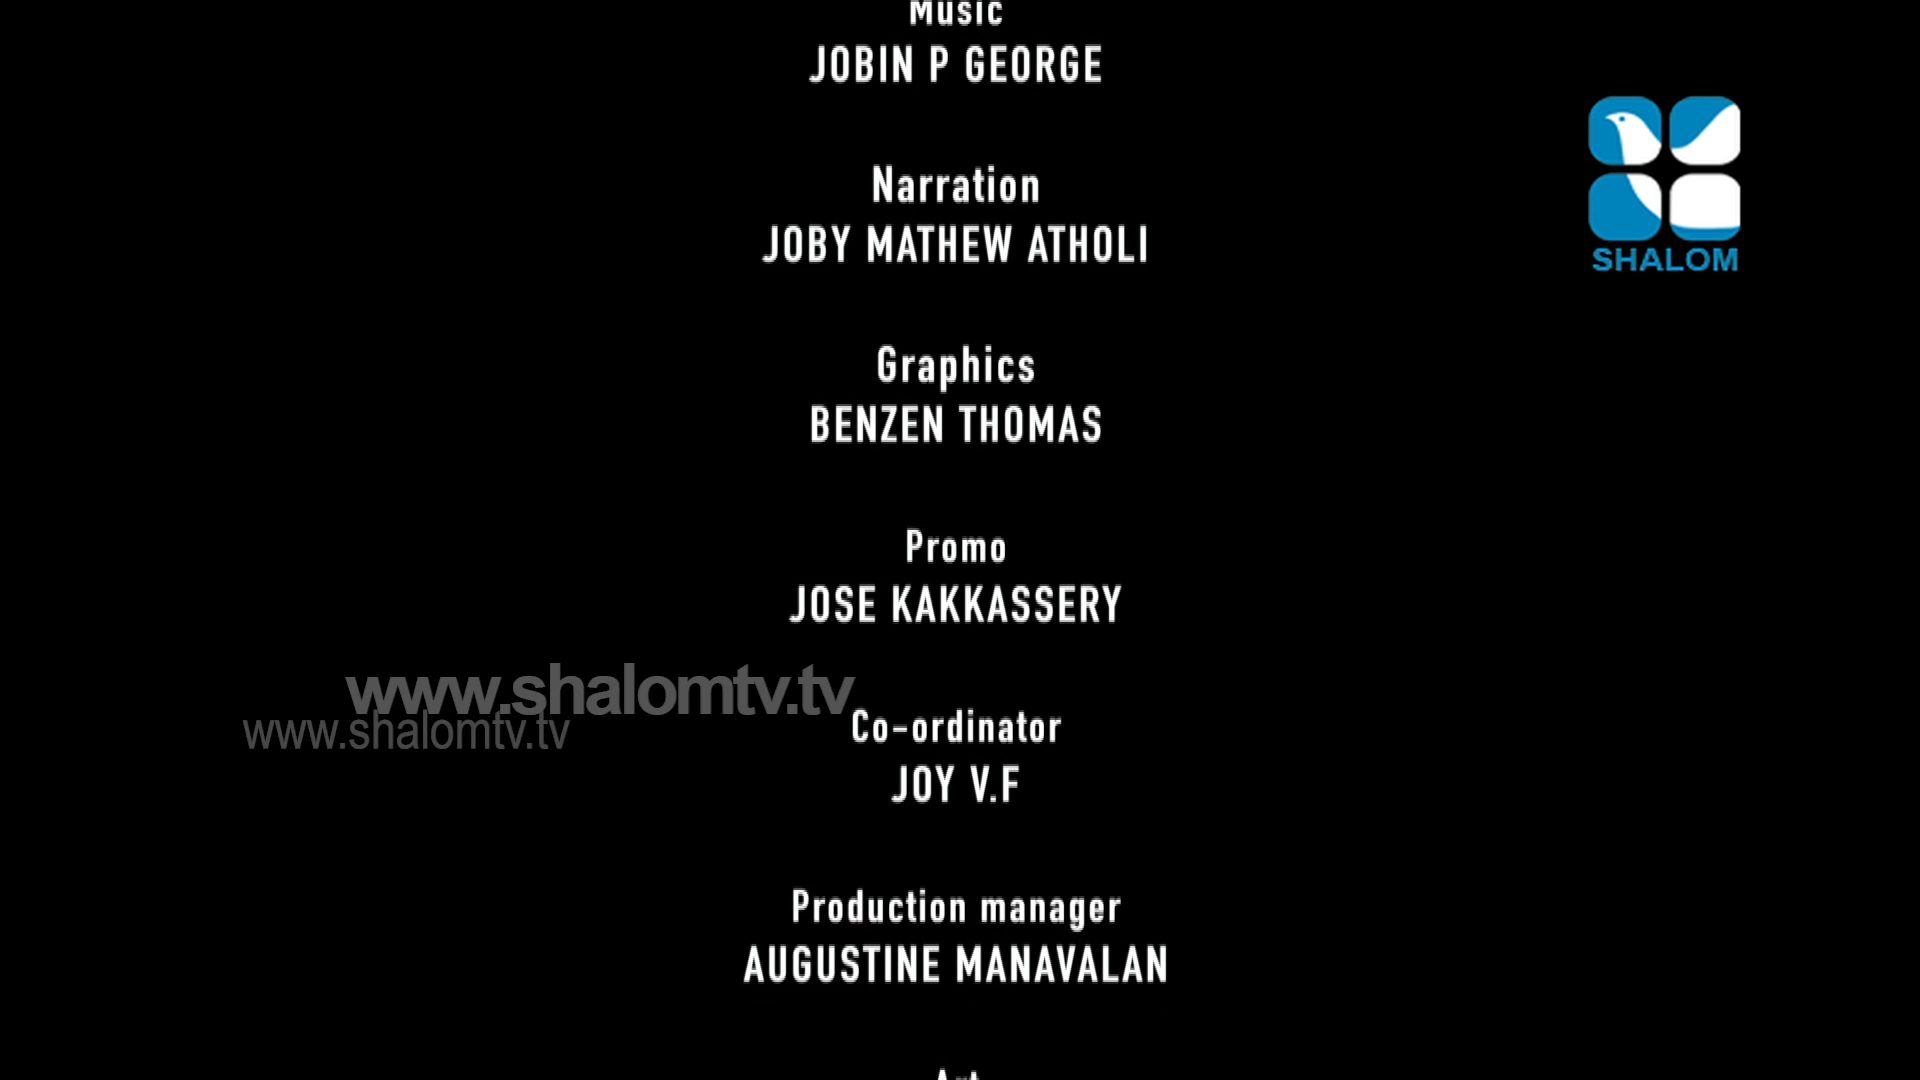 Music
JOBIN P GEORGE
Narration
JOBY MATHEW ATHOLI
SHALOM
Graphics
BENZEN THOMAS
Promo
JOSE KAKKASSERY
www.shalomtv.tv
www.shalomtv.tv
Co-ordinator
JOY V.F
Production manager
AUGUSTINE MANAVALAN
Art